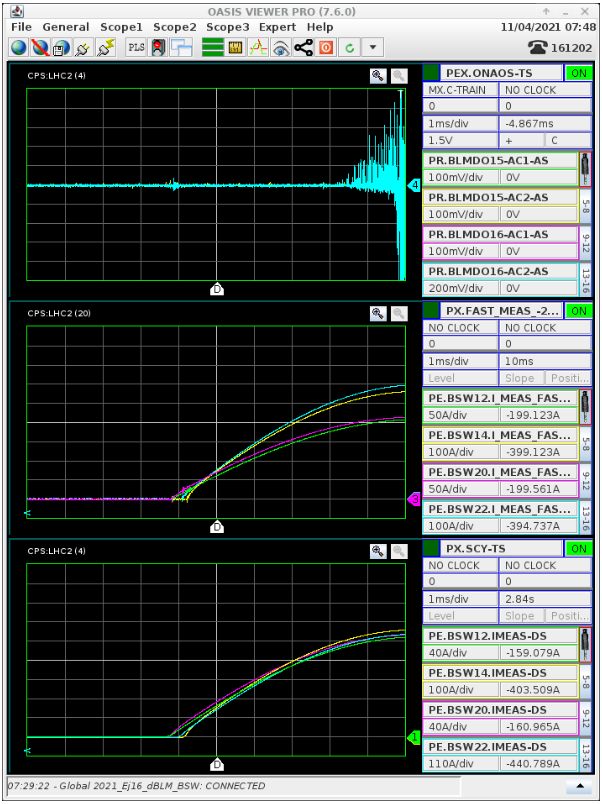 OASIS VIEWER PRO (7.6.0)
File General Scope1 Scope2 Scope3 Expert Help 11/04/2021 07:48
PLS 161202
CPS:LHC2 (4)
4
D
PEX.ONAOS-TS ON
MX.C-TRAIN NO CLOCK
0 0
1ms/div -4.867ms
1.5V + C
PR.BLMDO15-AC1-AS
100mV/div 0V
PR.BLMDO15-AC2-AS
100mV/div 0V
5-8
PR.BLMDO16-AC1-AS
100mV/div 0V
9-12
PR.BLMDO16-AC2-AS
200mV/div 0V
13-16
CPS:LHC2 (20)
3
D
PX.FAST_MEAS_-2... ON
NO CLOCK NO CLOCK
0 0
1ms/div 10ms
Level Slope Positi...
PE.BSW12.I_MEAS_FAS...
50A/div -199.123A
PE.BSW14.I_MEAS_FAS...
100A/div -399.123A
5-8
PE.BSW20.I_MEAS_FAS...
50A/div -199.561A
9-12
PE.BSW22.I_MEAS_FAS...
100A/div -394.737A
13-16
CPS:LHC2 (4)
1
D
PX.SCY-TS ON
NO CLOCK NO CLOCK
0 0
1ms/div 2.84s
Level Slope Positi...
PE.BSW12.IMEAS-DS
40A/div -159.079A
PE.BSW14.IMEAS-DS
100A/div -403.509A
5-8
PE.BSW20.IMEAS-DS
40A/div -160.965A
9-12
PE.BSW22.IMEAS-DS
110A/div -440.789A
13-16
07:29:22 - Global 2021_Ej16_dBLM_BSW: CONNECTED